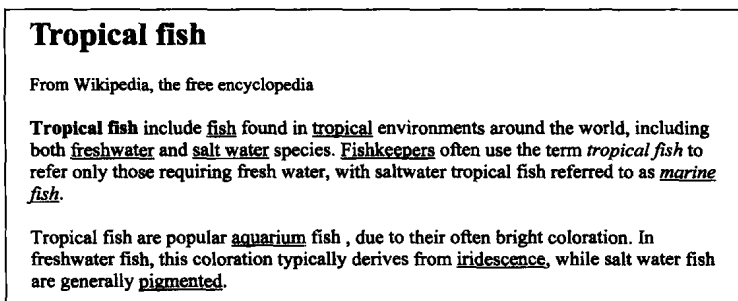 Tropical fish
From Wikipedia, the free encyclopedia
Tropical fish include fish found in tropical environments around the world, including
both freshwater and salt water species. Fishkeepers often use the term tropical fish to
refer only those requiring fresh water, with saltwater tropical fish referred to as marine
fish.
Tropical fish are popular aquarium fish , due to their often bright coloration. In
freshwater fish, this coloration typically derives from iridescence, while salt water fish
are generally pigmented.